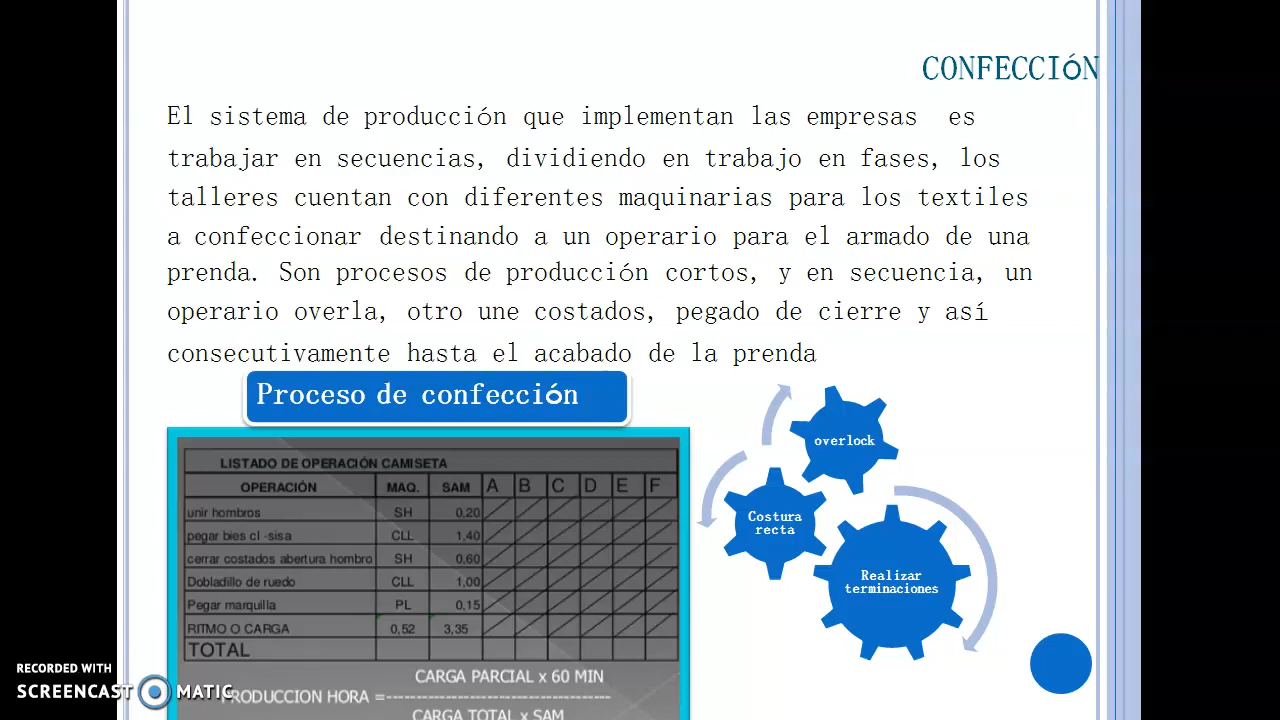 CONFECCIÓN
El sistema de producción que implementan las empresas es
trabajar en secuencias, dividiendo en trabajo en fases, los
talleres cuentan con diferentes maquinarias para los textiles
a confeccionar destinando a un operario para el armado de una
prenda. Son procesos de producción cortos, y en secuencia, un
operario overla, otro une costados, pegado de cierre y así
consecutivamente hasta el acabado de la prenda
Proceso de confección
LISTADO DE OPERACIÓN CAMISETA
OPERACIÓN MAQ. SAM A B C D E F
unir hombros SH 0,20
pegar bies cl -sisa CLL 1,40
cerrar costados abertura hombro SH 0,60
Dobladillo de ruedo CLL 1,00
Pegar marquilla PL 0,15
RITMO O CARGA 0,52 3,35
TOTAL
CARGA PARCIAL x 60 MIN
PRODUCCION HORA =------------------------------------
CARGA TOTAL x SAM
overlock
Costura
recta
Realizar
terminaciones
RECORDED WITH
SCREENCAST MATIC